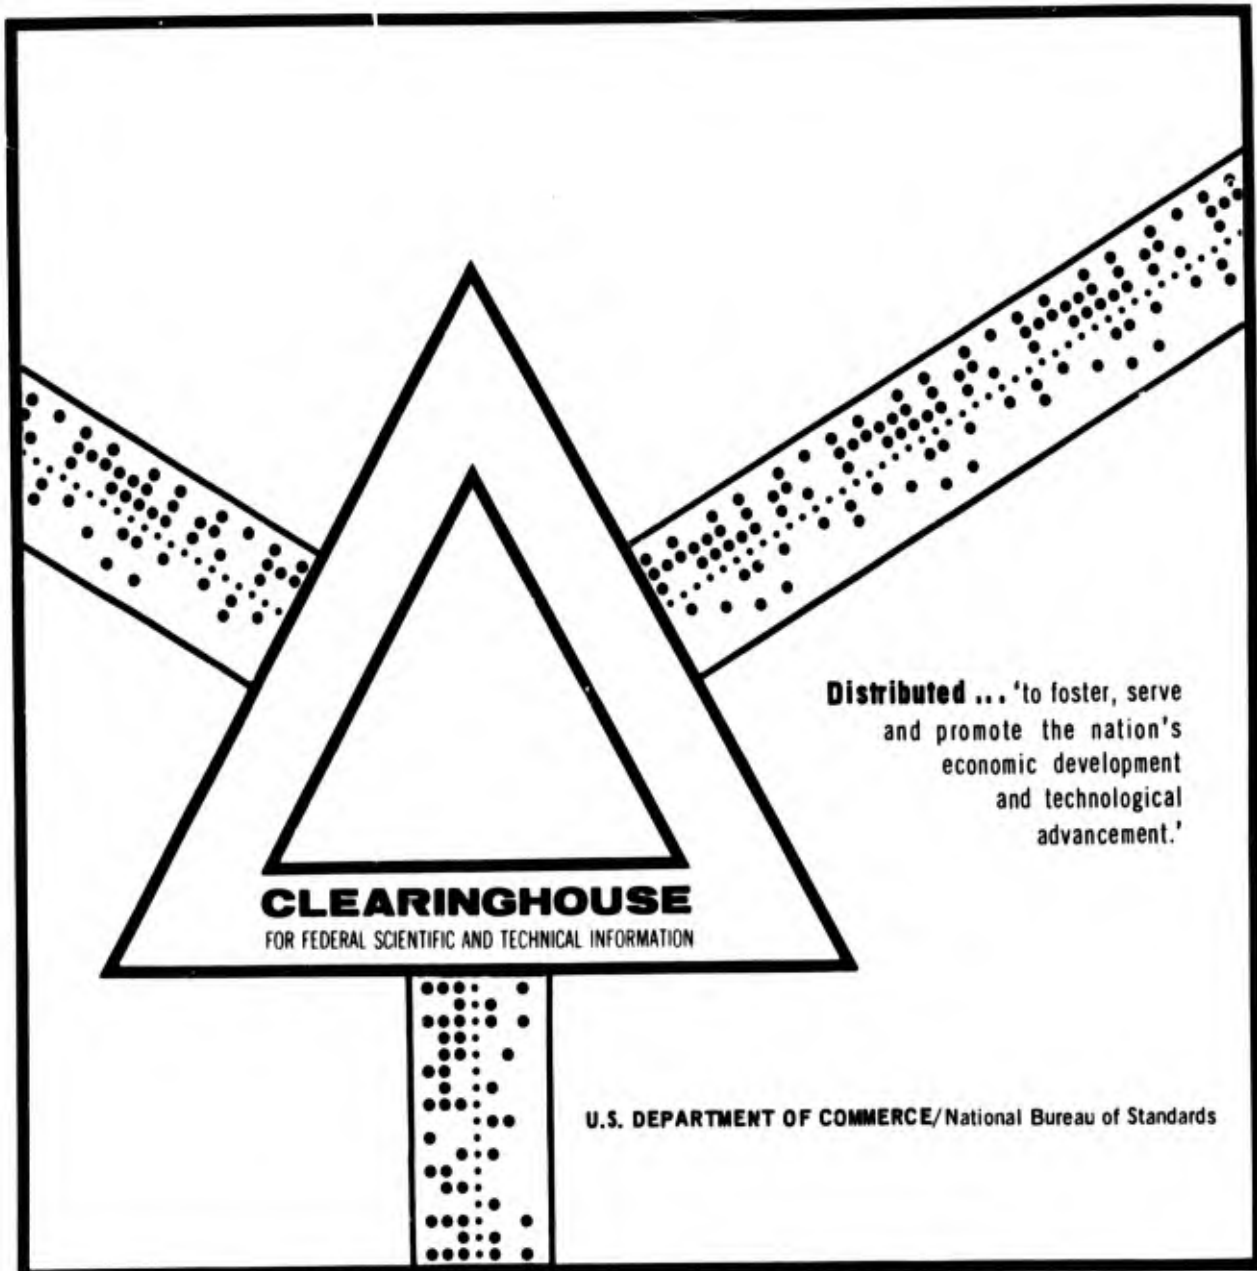 Distributed ... 'to foster, serve
and promote the nation's
economic development
and technological
advancement.'
CLEARINGHOUSE
FOR FEDERAL SCIENTIFIC AND TECHNICAL INFORMATION
U.S. DEPARTMENT OF COMMERCE/National Bureau of Standards